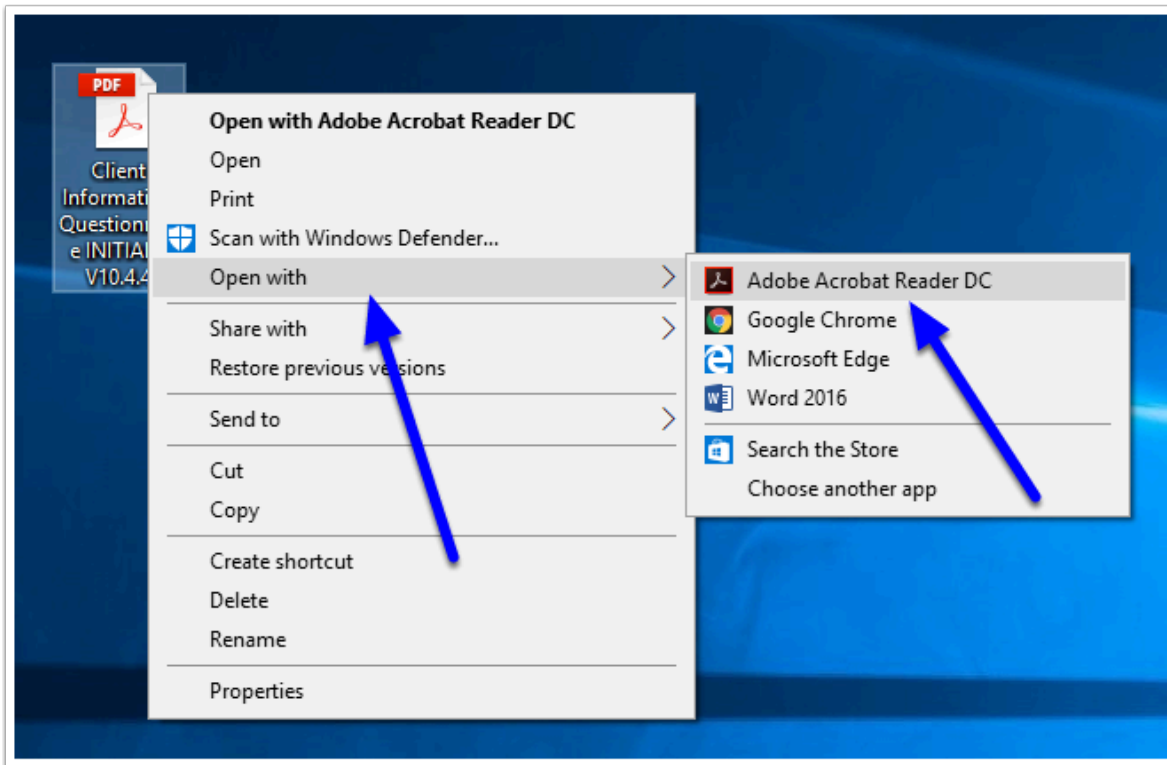 PDF
Client
Informati
Questionn
e INITIAL
V10.4.4
Open with Adobe Acrobat Reader DC
Open
Print
Scan with Windows Defender...
Open with
Share with
Restore previous versions
Send to
Cut
Copy
Create shortcut
Delete
Rename
Properties
Adobe Acrobat Reader DC
Google Chrome
Microsoft Edge
Word 2016
Search the Store
Choose another app